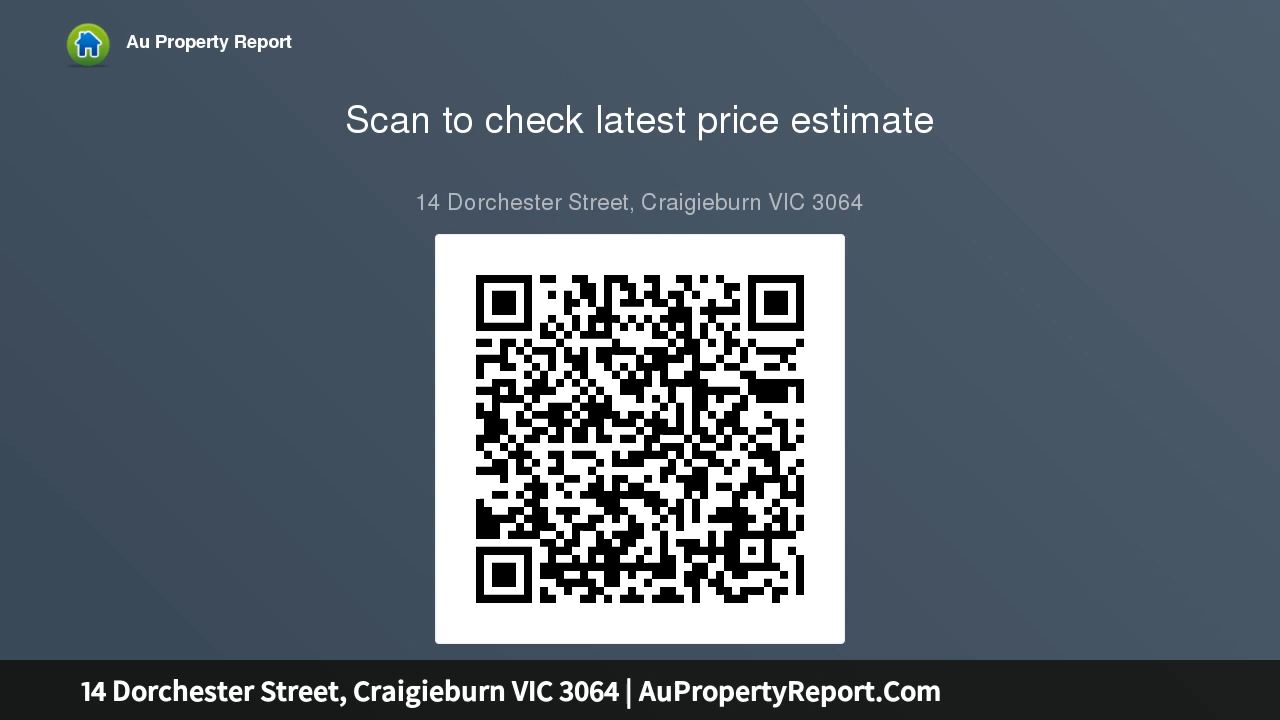 Au Property Report
Scan to check latest price estimate
14 Dorchester Street, Craigieburn VIC 3064
14 Dorchester Street, Craigieburn VIC 3064 | AuPropertyReport.Com